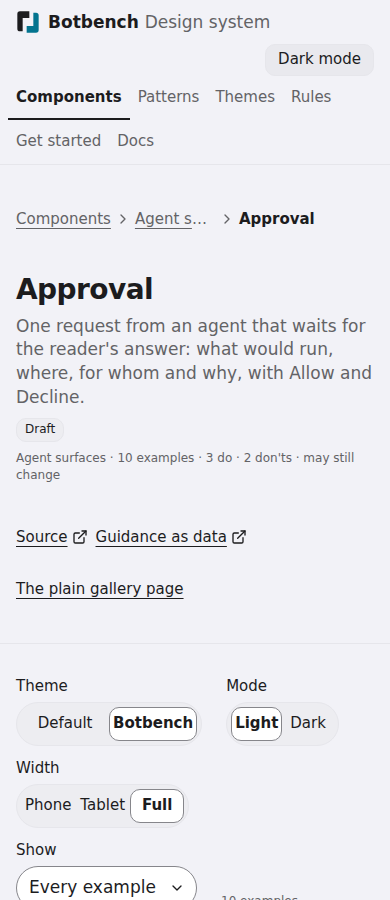 Botbench Design system
Dark mode
Components Patterns Themes Rules
Get started Docs
Components > Agent s... > Approval
Approval
One request from an agent that waits for
the reader's answer: what would run,
where, for whom and why, with Allow and
Decline.
Draft
Agent surfaces · 10 examples · 3 do · 2 don'ts · may still
change
Source Guidance as data
The plain gallery page
Theme Mode
Default Botbench Light Dark
Width
Phone Tablet Full
Show
Every example 10 examples